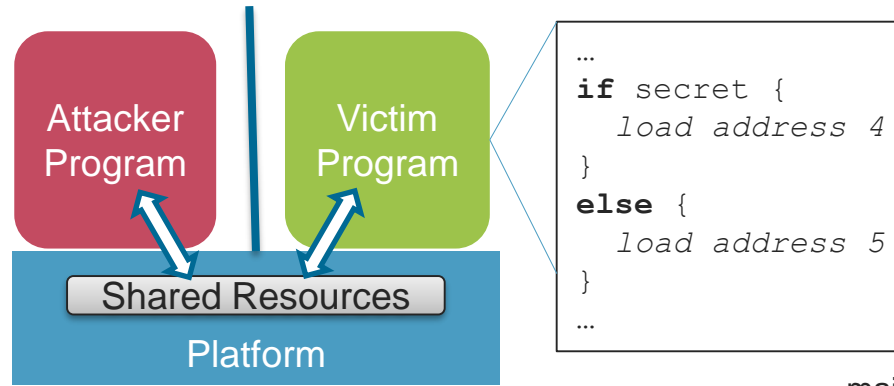 Attacker
Program
Victim
Program
Shared Resources
Platform
…
if secret {
load address 4
}
else {
load address 5
}
…